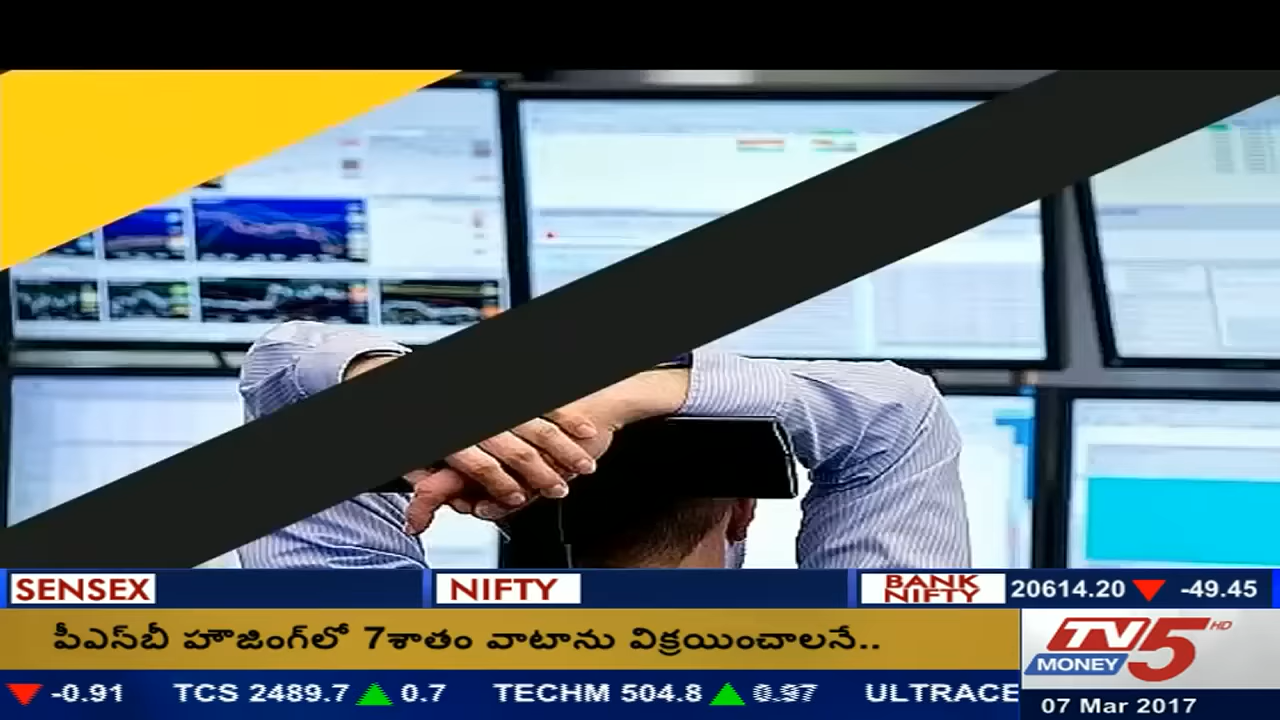 SENSEX
NIFTY
BANK NIFTY 20614.20 -49.45
పీఎస్‌బీ హౌజింగ్‌లో 7శాతం వాటాను విక్రయించాలనే..
TV5 HD
MONEY
-0.91 TCS 2489.7 0.7 TECHM 504.8 0.97 ULTRACE
07 Mar 2017